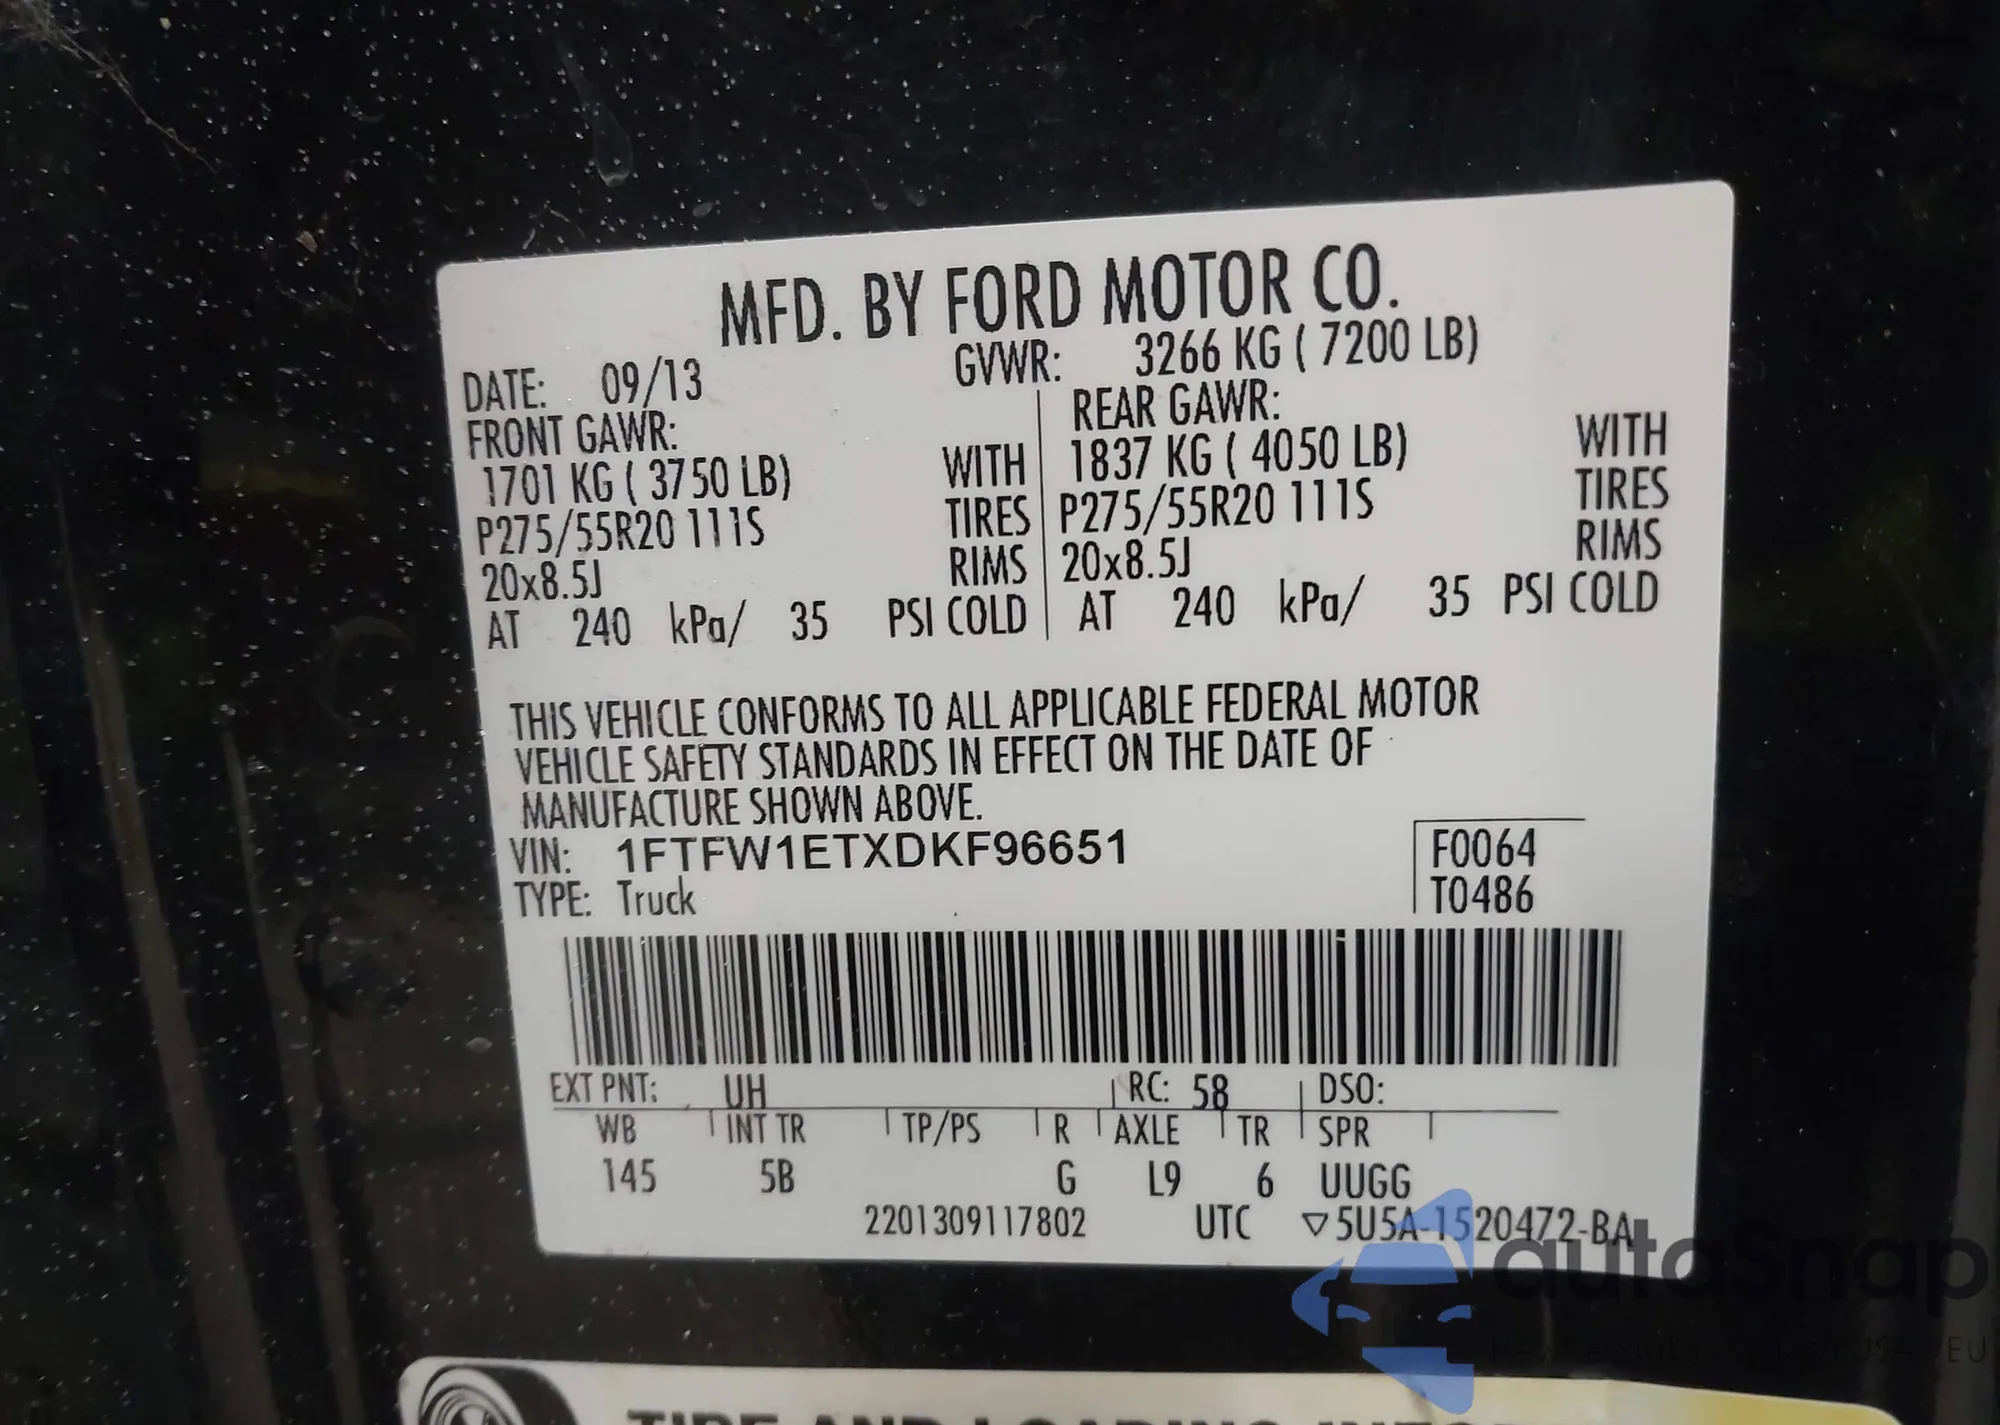 MFD. BY FORD MOTOR CO.
DATE: 09/13 GVWR: 3266 KG ( 7200 LB)
FRONT GAWR: REAR GAWR:
1701 KG ( 3750 LB) WITH 1837 KG ( 4050 LB) WITH
P275/55R20 111S TIRES P275/55R20 111S TIRES
20x8.5J RIMS 20x8.5J RIMS
AT 240 kPa/ 35 PSI COLD AT 240 kPa/ 35 PSI COLD
THIS VEHICLE CONFORMS TO ALL APPLICABLE FEDERAL MOTOR
VEHICLE SAFETY STANDARDS IN EFFECT ON THE DATE OF
MANUFACTURE SHOWN ABOVE.
VIN: 1FTFW1ETXDKF96651 F0064
TYPE: Truck T0486
EXT PNT: UH RC: 58 DSO:
WB INT TR TP/PS R AXLE TR SPR
145 5B G L9 6 UUGG
2201309117802 UTC ▽5U5A-1520472-BA
autoSnap
TIRE AND LOADING